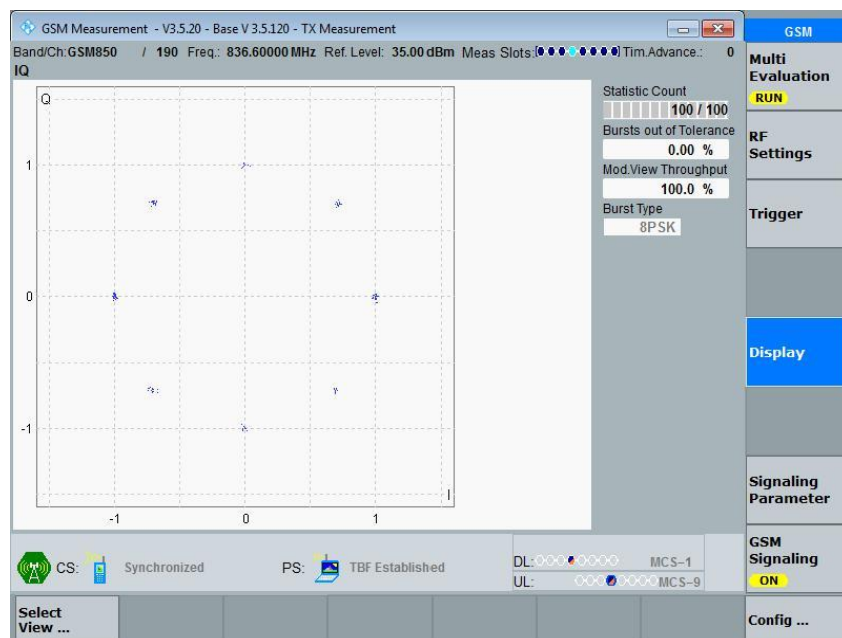 GSM Measurement - V3.5.20 - Base V 3.5.120 - TX Measurement
GSM
Band/Ch:GSM850 / 190 Freq.: 836.60000 MHz Ref. Level: 35.00 dBm Meas Slots: Tim.Advance.: 0
IQ
Multi
Evaluation
RUN
Q
Statistic Count
100 / 100
Bursts out of Tolerance
0.00 %
Mod.View Throughput
100.0 %
Burst Type
8PSK
RF
Settings
Trigger
Display
1
0
-1
I
-1 0 1
Signaling
Parameter
GSM
Signaling
ON
CS: Synchronized PS: TBF Established
DL: MCS-1
UL: MCS-9
Select
View ...
Config ...